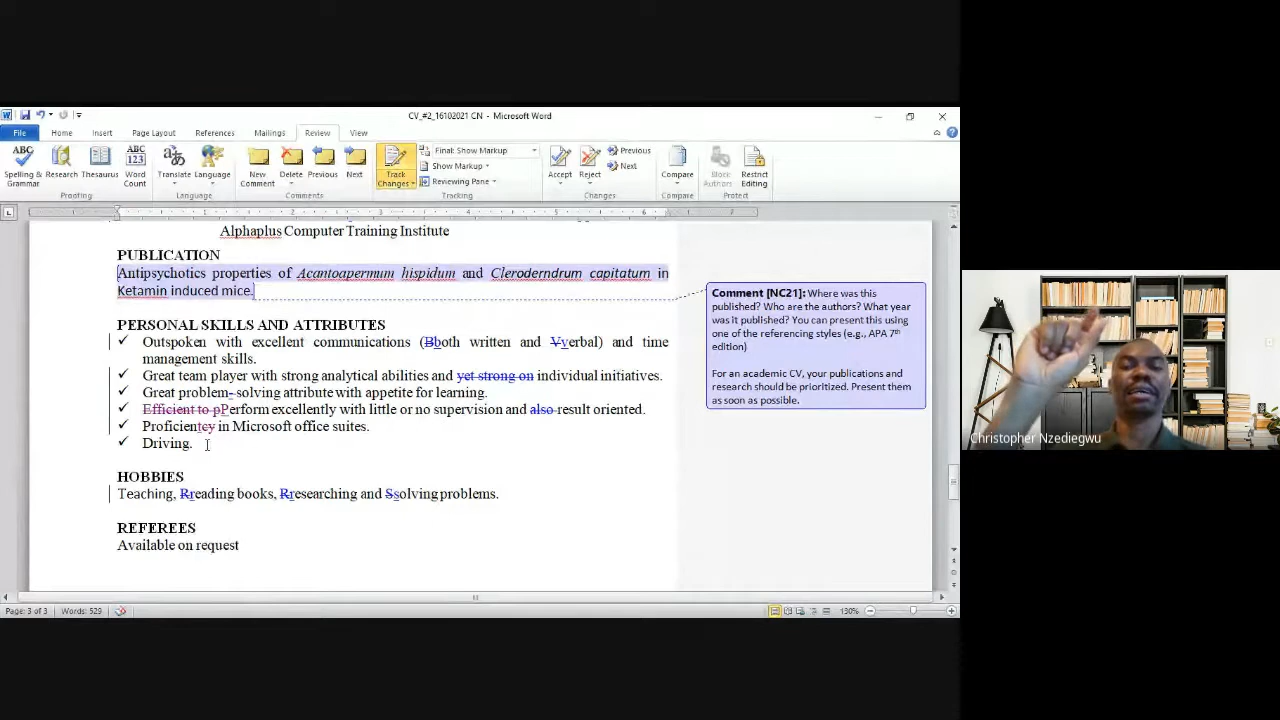 CV_#2_16102021 CN - Microsoft Word
File Home Insert Page Layout References Mailings Review View
Spelling & Grammar Research Thesaurus Word Count Translate Language New Comment Delete Previous Next Track Changes Final: Show Markup Show Markup Reviewing Pane Accept Reject Previous Next Compare Block Authors Restrict Editing
Proofing Language Comments Tracking Changes Compare Protect
Alphaplus Computer Training Institute
PUBLICATION
Antipsychotics properties of Acantoapermum hispidum and Cleroderndrum capitatum in
Ketamin induced mice.
Comment [NC21]: Where was this
published? Who are the authors? What year
was it published? You can present this using
one of the referencing styles (e.g., APA 7th
edition)
For an academic CV, your publications and
research should be prioritized. Present them
as soon as possible.
PERSONAL SKILLS AND ATTRIBUTES
Outspoken with excellent communications (Bboth written and Vverbal) and time
management skills.
Great team player with strong analytical abilities and yet strong on individual initiatives.
Great problem- solving attribute with appetite for learning.
Efficient to pPerform excellently with little or no supervision and also result oriented.
Proficientcy in Microsoft office suites.
Driving.
HOBBIES
Teaching, Rreading books, Rresearching and Ssolving problems.
REFEREES
Available on request
Page: 3 of 3 Words: 529 130%
Christopher Nzediegwu